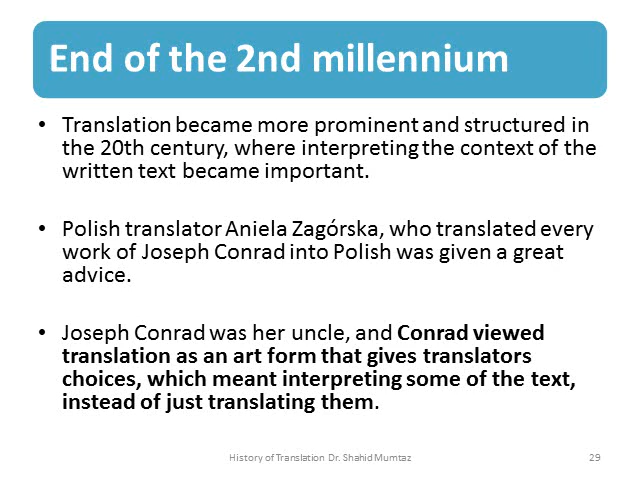 End of the 2nd millennium
• Translation became more prominent and structured in
the 20th century, where interpreting the context of the
written text became important.
• Polish translator Aniela Zagórska, who translated every
work of Joseph Conrad into Polish was given a great
advice.
• Joseph Conrad was her uncle, and Conrad viewed
translation as an art form that gives translators
choices, which meant interpreting some of the text,
instead of just translating them.
History of Translation Dr. Shahid Mumtaz
29